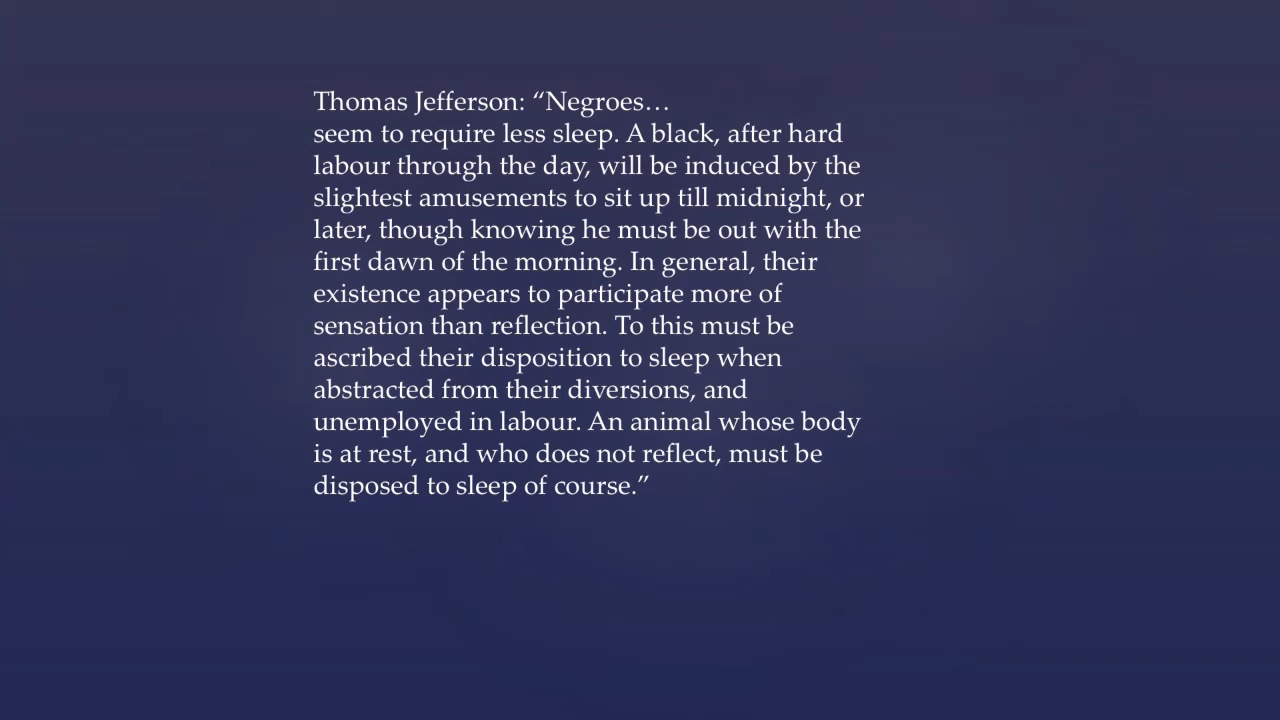 Thomas Jefferson: “Negroes…
seem to require less sleep. A black, after hard
labour through the day, will be induced by the
slightest amusements to sit up till midnight, or
later, though knowing he must be out with the
first dawn of the morning. In general, their
existence appears to participate more of
sensation than reflection. To this must be
ascribed their disposition to sleep when
abstracted from their diversions, and
unemployed in labour. An animal whose body
is at rest, and who does not reflect, must be
disposed to sleep of course.”